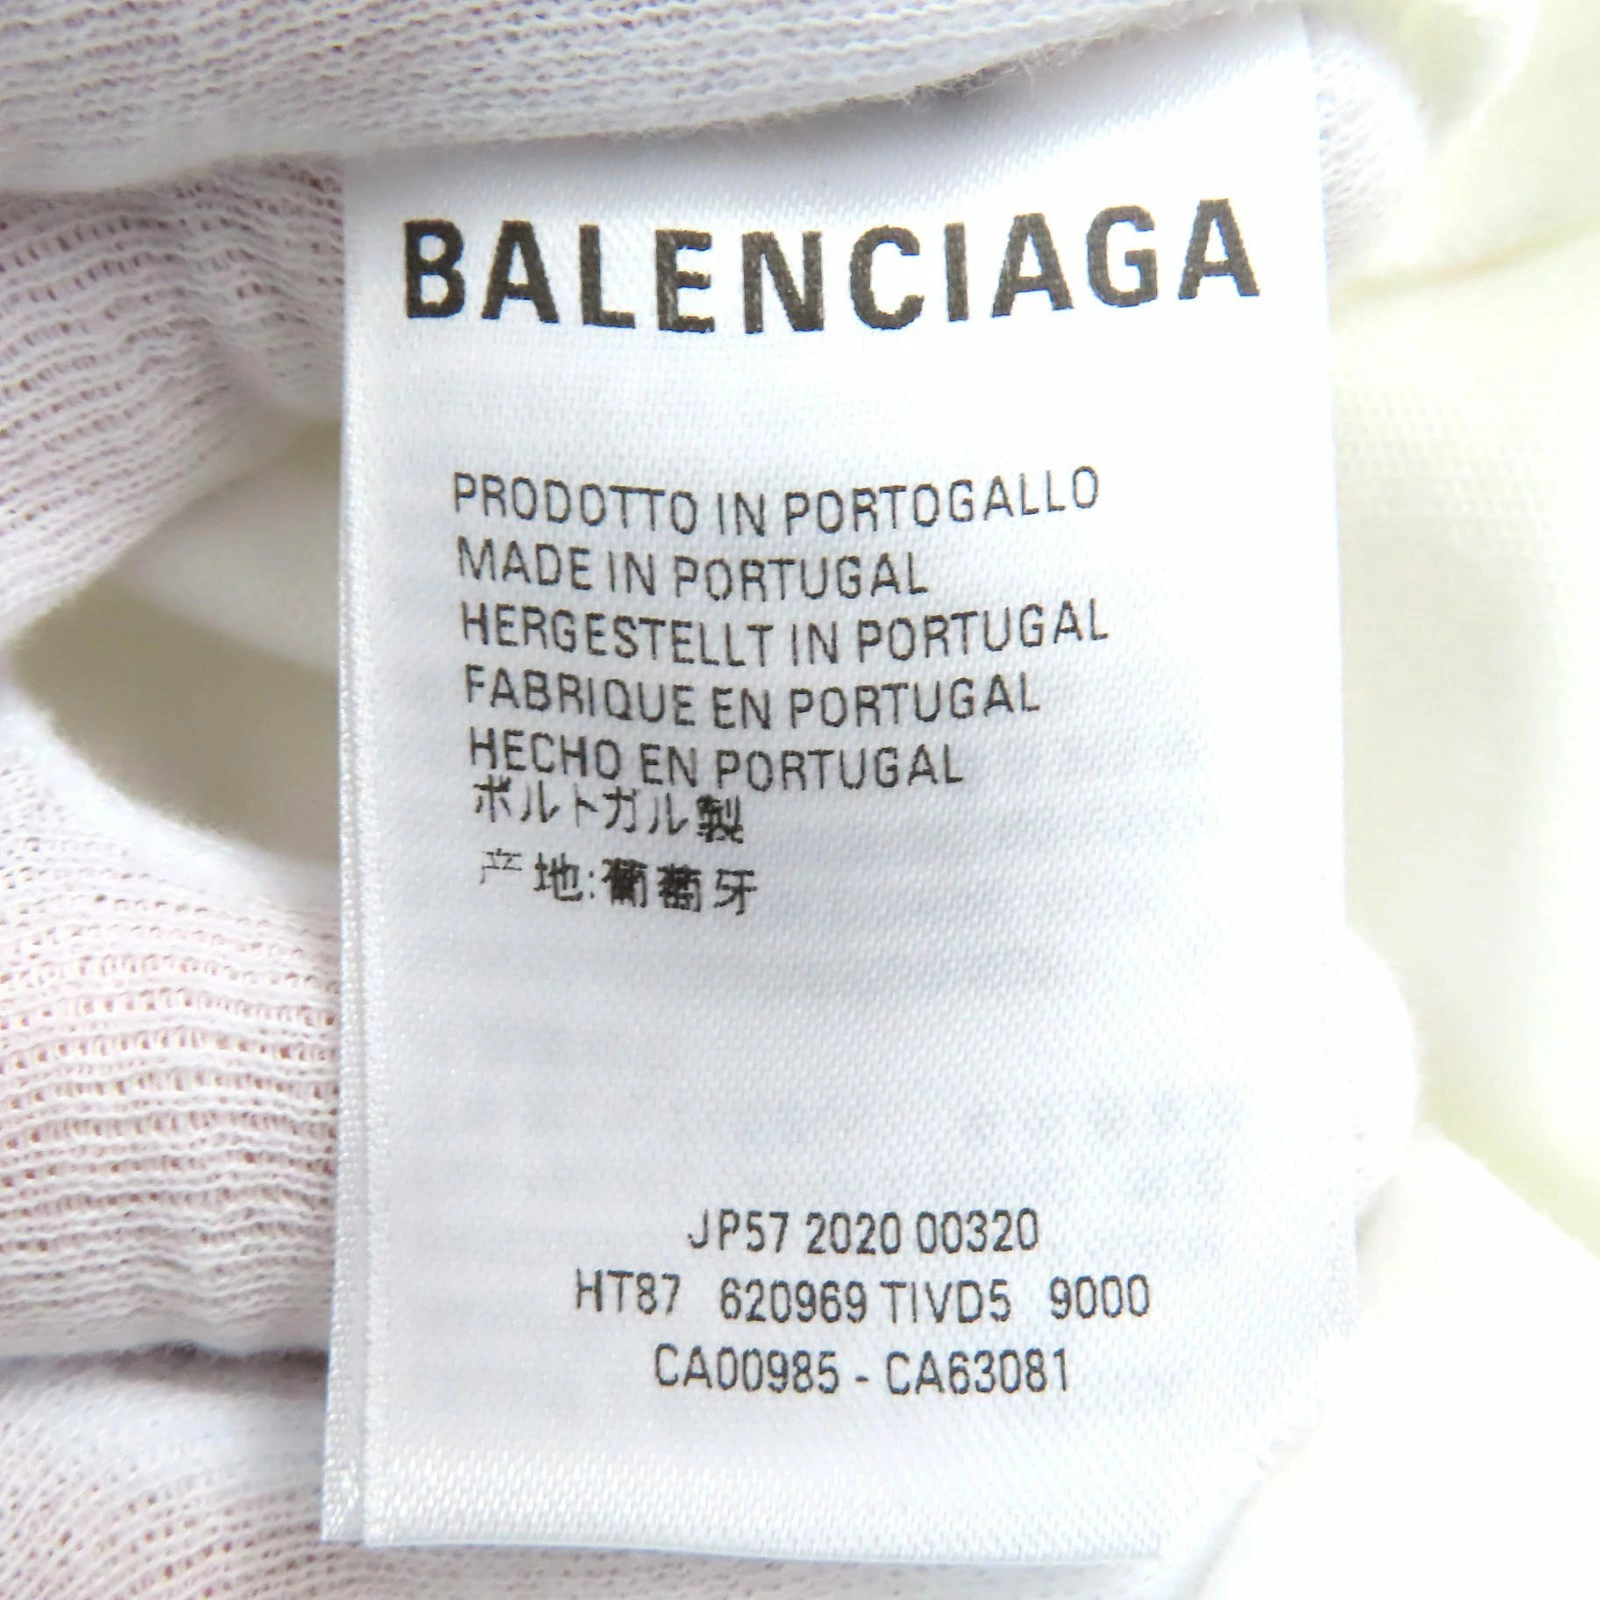 BALENCIAGA
PRODOTTO IN PORTOGALLO
MADE IN PORTUGAL
HERGESTELLT IN PORTUGAL
FABRIQUE EN PORTUGAL
HECHO EN PORTUGAL
ポルトガル製
产地:葡萄牙
JP57 2020 00320
HT87 620969 TIVD5 9000
CA00985 - CA63081